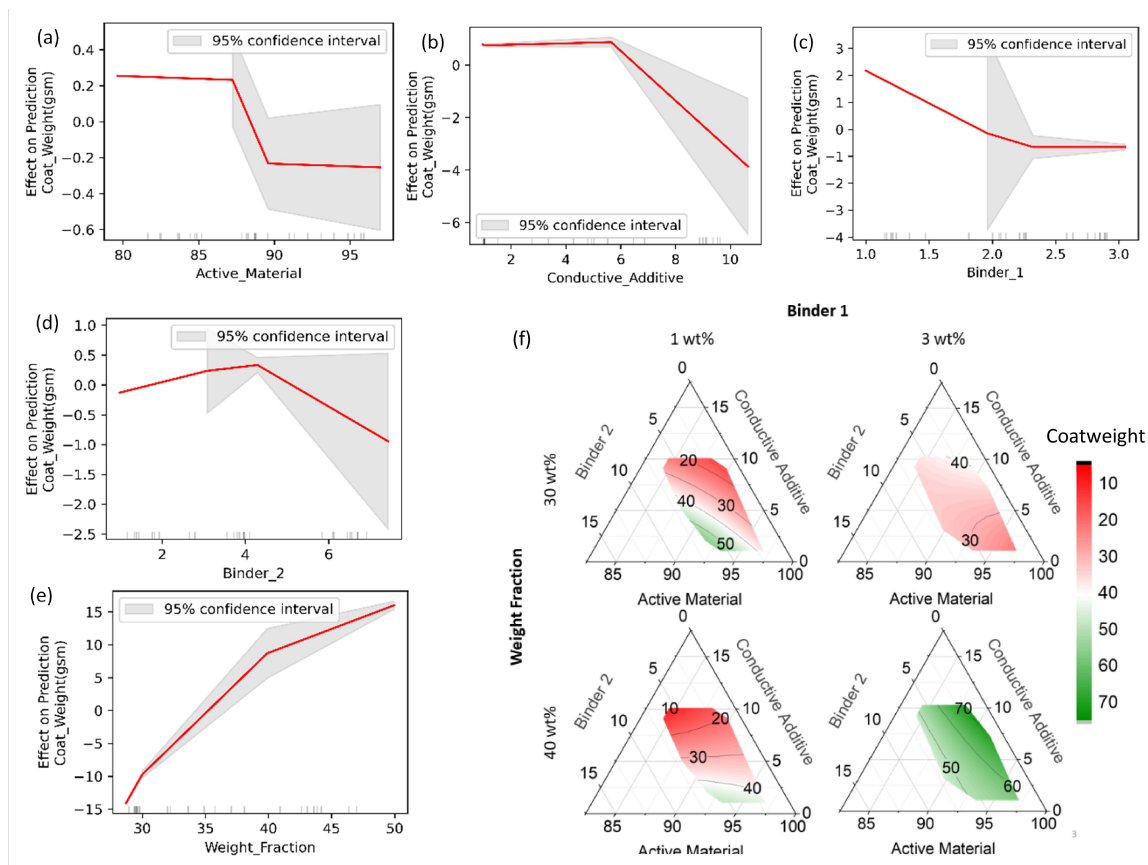 (a)
95% confidence interval
Effect on Prediction
Coat_Weight(gsm)
0.4
0.2
0.0
−0.2
−0.4
−0.6
80
85
90
95
Active_Material
(b)
95% confidence interval
Effect on Prediction
Coat_Weight(gsm)
0
−2
−4
−6
2
4
6
8
10
Conductive_Additive
(c)
95% confidence interval
Effect on Prediction
Coat_Weight(gsm)
3
2
1
0
−1
−2
−3
−4
1.0
1.5
2.0
2.5
3.0
Binder_1
(d)
95% confidence interval
Effect on Prediction
Coat_Weight(gsm)
1.0
0.5
0.0
−0.5
−1.0
−1.5
−2.0
−2.5
2
4
6
Binder_2
(e)
95% confidence interval
Effect on Prediction
Coat_Weight(gsm)
15
10
5
0
−5
−10
−15
30
35
40
45
50
Weight_Fraction
(f)
Binder 1
1 wt%
3 wt%
Weight Fraction
30 wt%
40 wt%
0
5
10
15
Binder 2
15
5
0
Conductive Additive
20
30
40
50
85
90
95
100
Active Material
0
5
10
15
Binder 2
15
5
0
Conductive Additive
40
30
85
90
95
100
Active Material
0
5
10
15
Binder 2
15
5
0
Conductive Additive
10
20
30
40
85
90
95
100
Active Material
0
5
10
15
Binder 2
15
5
0
Conductive Additive
70
50
60
85
90
95
100
Active Material
Coatweight
10
20
30
40
50
60
70
3